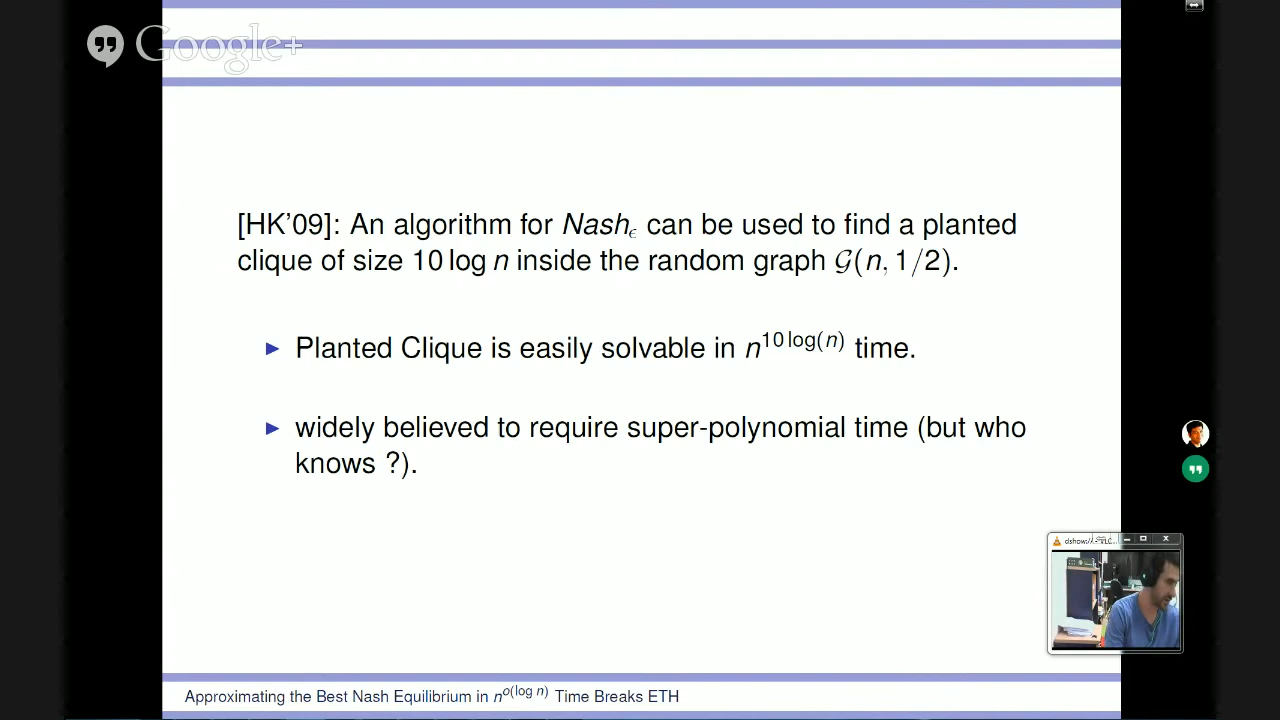 Google+
[HK'09]: An algorithm for Nash_ϵ can be used to find a planted
clique of size 10 log n inside the random graph 𝒢(n, 1/2).
▶ Planted Clique is easily solvable in n^{10 log(n)} time.
▶ widely believed to require super-polynomial time (but who
knows ?).
Approximating the Best Nash Equilibrium in n^{o(log n)} Time Breaks ETH